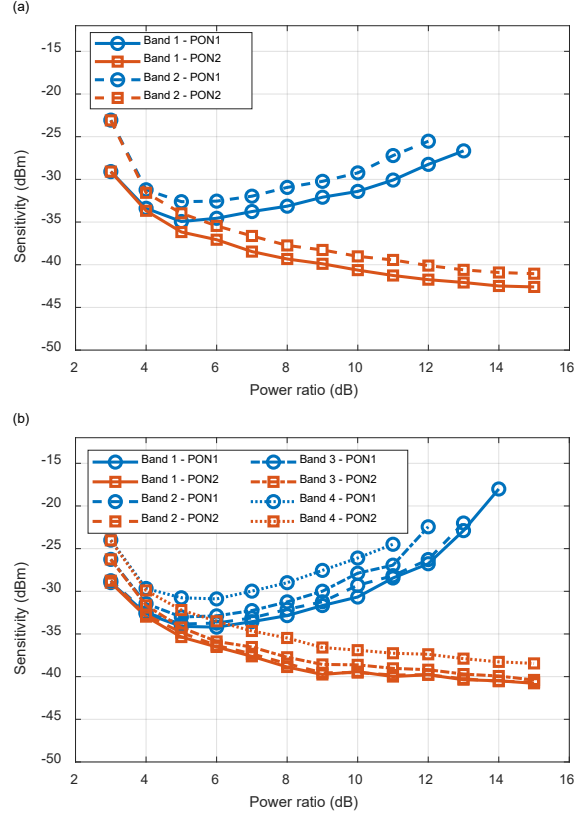 (a)
Band 1 - PON1
Band 1 - PON2
Band 2 - PON1
Band 2 - PON2
-15
-20
-25
-30
-35
-40
-45
-50
Sensitivity (dBm)
2 4 6 8 10 12 14 16
Power ratio (dB)
(b)
Band 1 - PON1 Band 3 - PON1
Band 1 - PON2 Band 3 - PON2
Band 2 - PON1 Band 4 - PON1
Band 2 - PON2 Band 4 - PON2
-15
-20
-25
-30
-35
-40
-45
-50
Sensitivity (dBm)
2 4 6 8 10 12 14 16
Power ratio (dB)